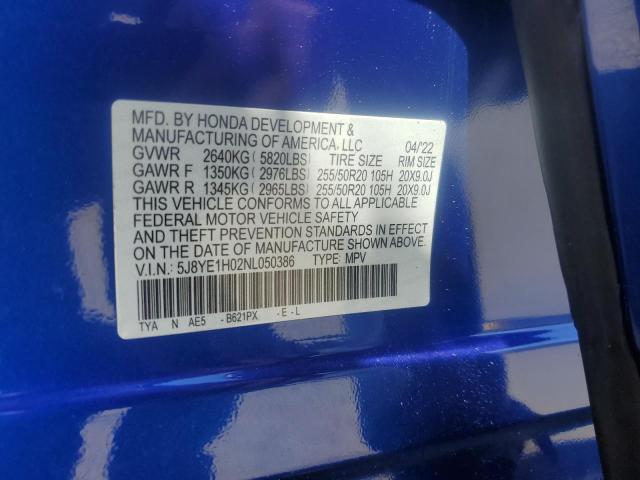 MFD. BY HONDA DEVELOPMENT &
MANUFACTURING OF AMERICA, LLC 04/22
GVWR 2640KG ( 5820LBS) TIRE SIZE RIM SIZE
GAWR F 1350KG ( 2976LBS) 255/50R20 105H 20X9.0J
GAWR R 1345KG ( 2965LBS) 255/50R20 105H 20X9.0J
THIS VEHICLE CONFORMS TO ALL APPLICABLE
FEDERAL MOTOR VEHICLE SAFETY
AND THEFT PREVENTION STANDARDS IN EFFECT
ON THE DATE OF MANUFACTURE SHOWN ABOVE.
V.I.N.: 5J8YE1H02NL050386 TYPE: MPV
TYA N AE5 -B621PX -E-L